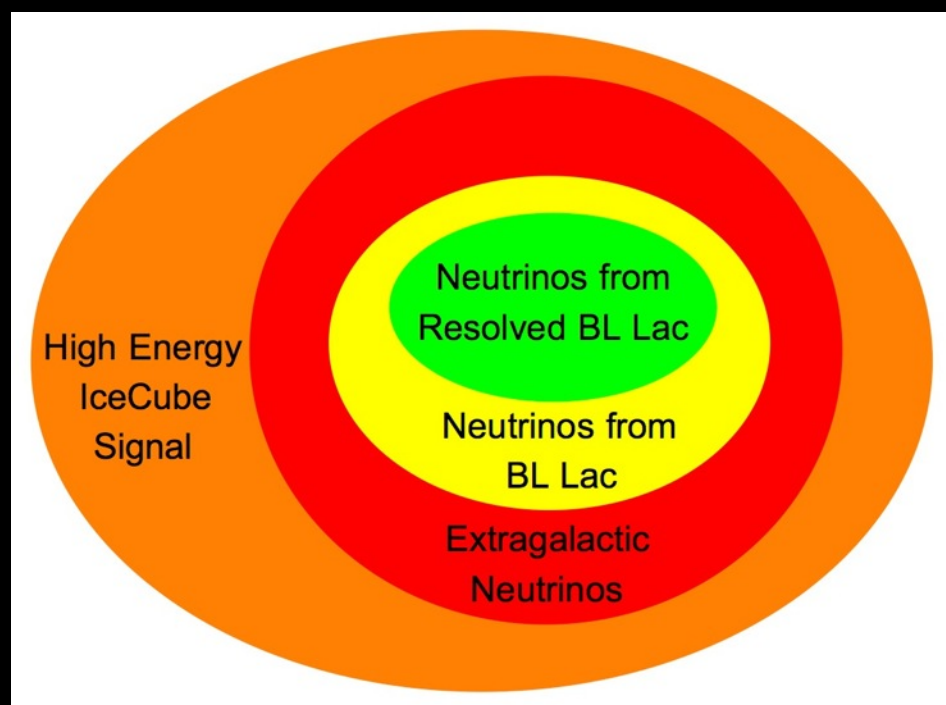 Neutrinos from
Resolved BL Lac
High Energy
IceCube
Signal
Neutrinos from
BL Lac
Extragalactic
Neutrinos